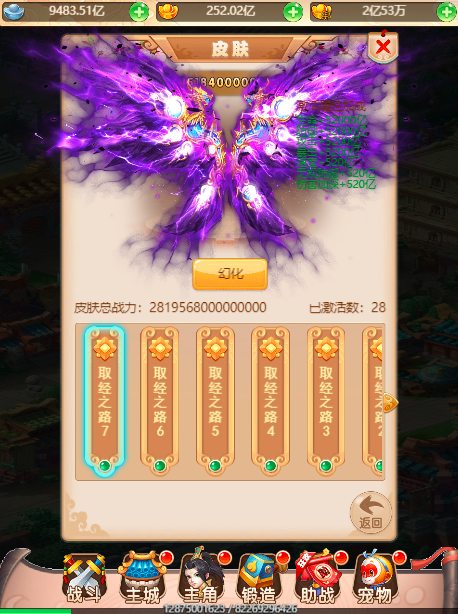 9483.51亿
252.02亿
2亿53万
皮肤
幻化
皮肤总战力: 2819568000000000
已激活数: 28
取经之路7
取经之路6
取经之路5
取经之路4
取经之路3
返回
战斗
主城
主角
锻造
助战
宠物
12875001623 / 82269296426